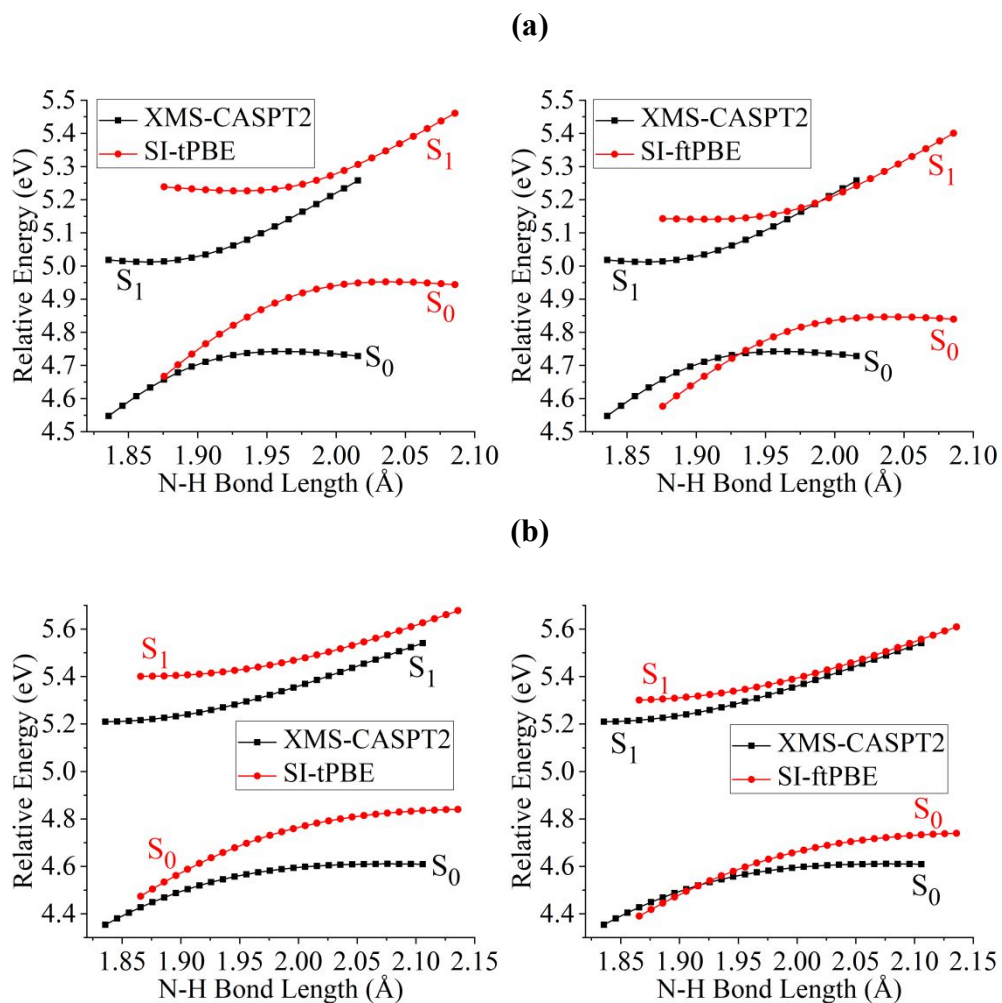 (a)
5.5
5.4
5.3
5.2
5.1
5.0
4.9
4.8
4.7
4.6
4.5
Relative Energy (eV)
XMS-CASPT2
SI-tPBE
S1
S1
S0
S0
1.85 1.90 1.95 2.00 2.05 2.10
N-H Bond Length (Å)
5.5
5.4
5.3
5.2
5.1
5.0
4.9
4.8
4.7
4.6
4.5
Relative Energy (eV)
XMS-CASPT2
SI-ftPBE
S1
S1
S0
S0
1.85 1.90 1.95 2.00 2.05 2.10
N-H Bond Length (Å)
(b)
5.6
5.4
5.2
5.0
4.8
4.6
4.4
Relative Energy (eV)
S1
S1
XMS-CASPT2
SI-tPBE
S0
S0
1.85 1.90 1.95 2.00 2.05 2.10 2.15
N-H Bond Length (Å)
5.6
5.4
5.2
5.0
4.8
4.6
4.4
Relative Energy (eV)
S1
S1
XMS-CASPT2
SI-ftPBE
S0
S0
1.85 1.90 1.95 2.00 2.05 2.10 2.15
N-H Bond Length (Å)